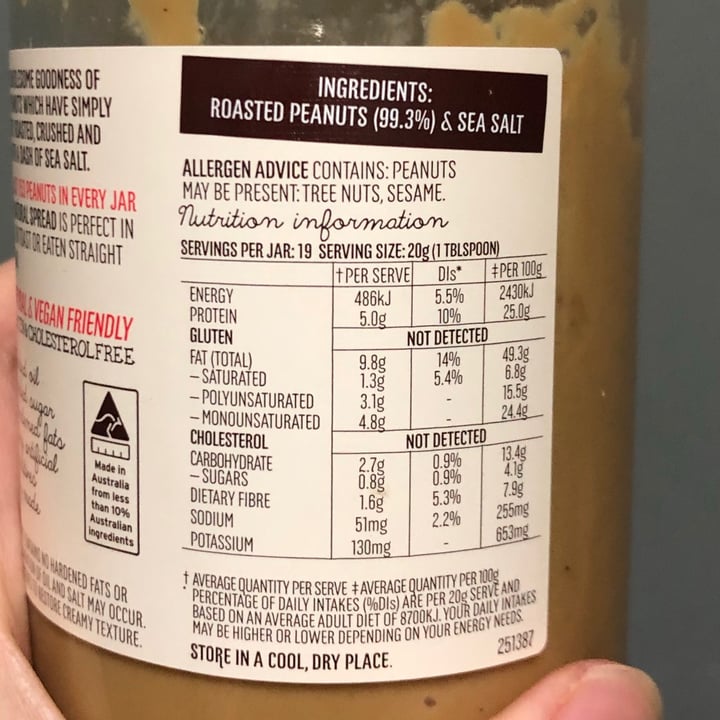 GOODNESS OF
WHICH HAVE SIMPLY
CRUSHED AND
DASH OF SEA SALT.
PEANUTS IN EVERY JAR
SPREAD IS PERFECT IN
OR EATEN STRAIGHT
& VEGAN FRIENDLY
CHOLESTEROL FREE
oil
sugar
fats
Made in
Australia
from less
than 10%
Australian
ingredients
NO HARDENED FATS OR
OIL AND SALT MAY OCCUR.
RESTORE CREAMY TEXTURE.
INGREDIENTS:
ROASTED PEANUTS (99.3%) & SEA SALT
ALLERGEN ADVICE CONTAINS: PEANUTS
MAY BE PRESENT: TREE NUTS, SESAME.
Nutrition information
SERVINGS PER JAR: 19 SERVING SIZE: 20g (1 TBLSPOON)
†PER SERVE DIs* ‡PER 100g
ENERGY 486kJ 5.5% 2430kJ
PROTEIN 5.0g 10% 25.0g
GLUTEN NOT DETECTED
FAT (TOTAL) 9.8g 14% 49.3g
– SATURATED 1.3g 5.4% 6.8g
– POLYUNSATURATED 3.1g - 15.5g
– MONOUNSATURATED 4.8g - 24.4g
CHOLESTEROL NOT DETECTED
CARBOHYDRATE 2.7g 0.9% 13.4g
– SUGARS 0.8g 0.9% 4.1g
DIETARY FIBRE 1.6g 5.3% 7.9g
SODIUM 51mg 2.2% 255mg
POTASSIUM 130mg - 653mg
† AVERAGE QUANTITY PER SERVE ‡ AVERAGE QUANTITY PER 100g
* PERCENTAGE OF DAILY INTAKES (%DIs) ARE PER 20g SERVE AND
BASED ON AN AVERAGE ADULT DIET OF 8700KJ. YOUR DAILY INTAKES
MAY BE HIGHER OR LOWER DEPENDING ON YOUR ENERGY NEEDS.
STORE IN A COOL, DRY PLACE.
251387